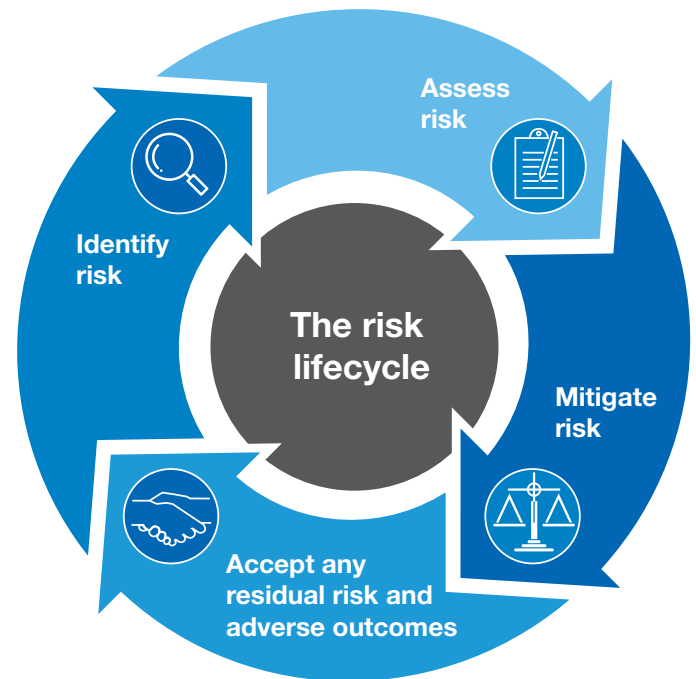 Assess
risk
Identify
risk
The risk
lifecycle
Mitigate
risk
Accept any
residual risk and
adverse outcomes